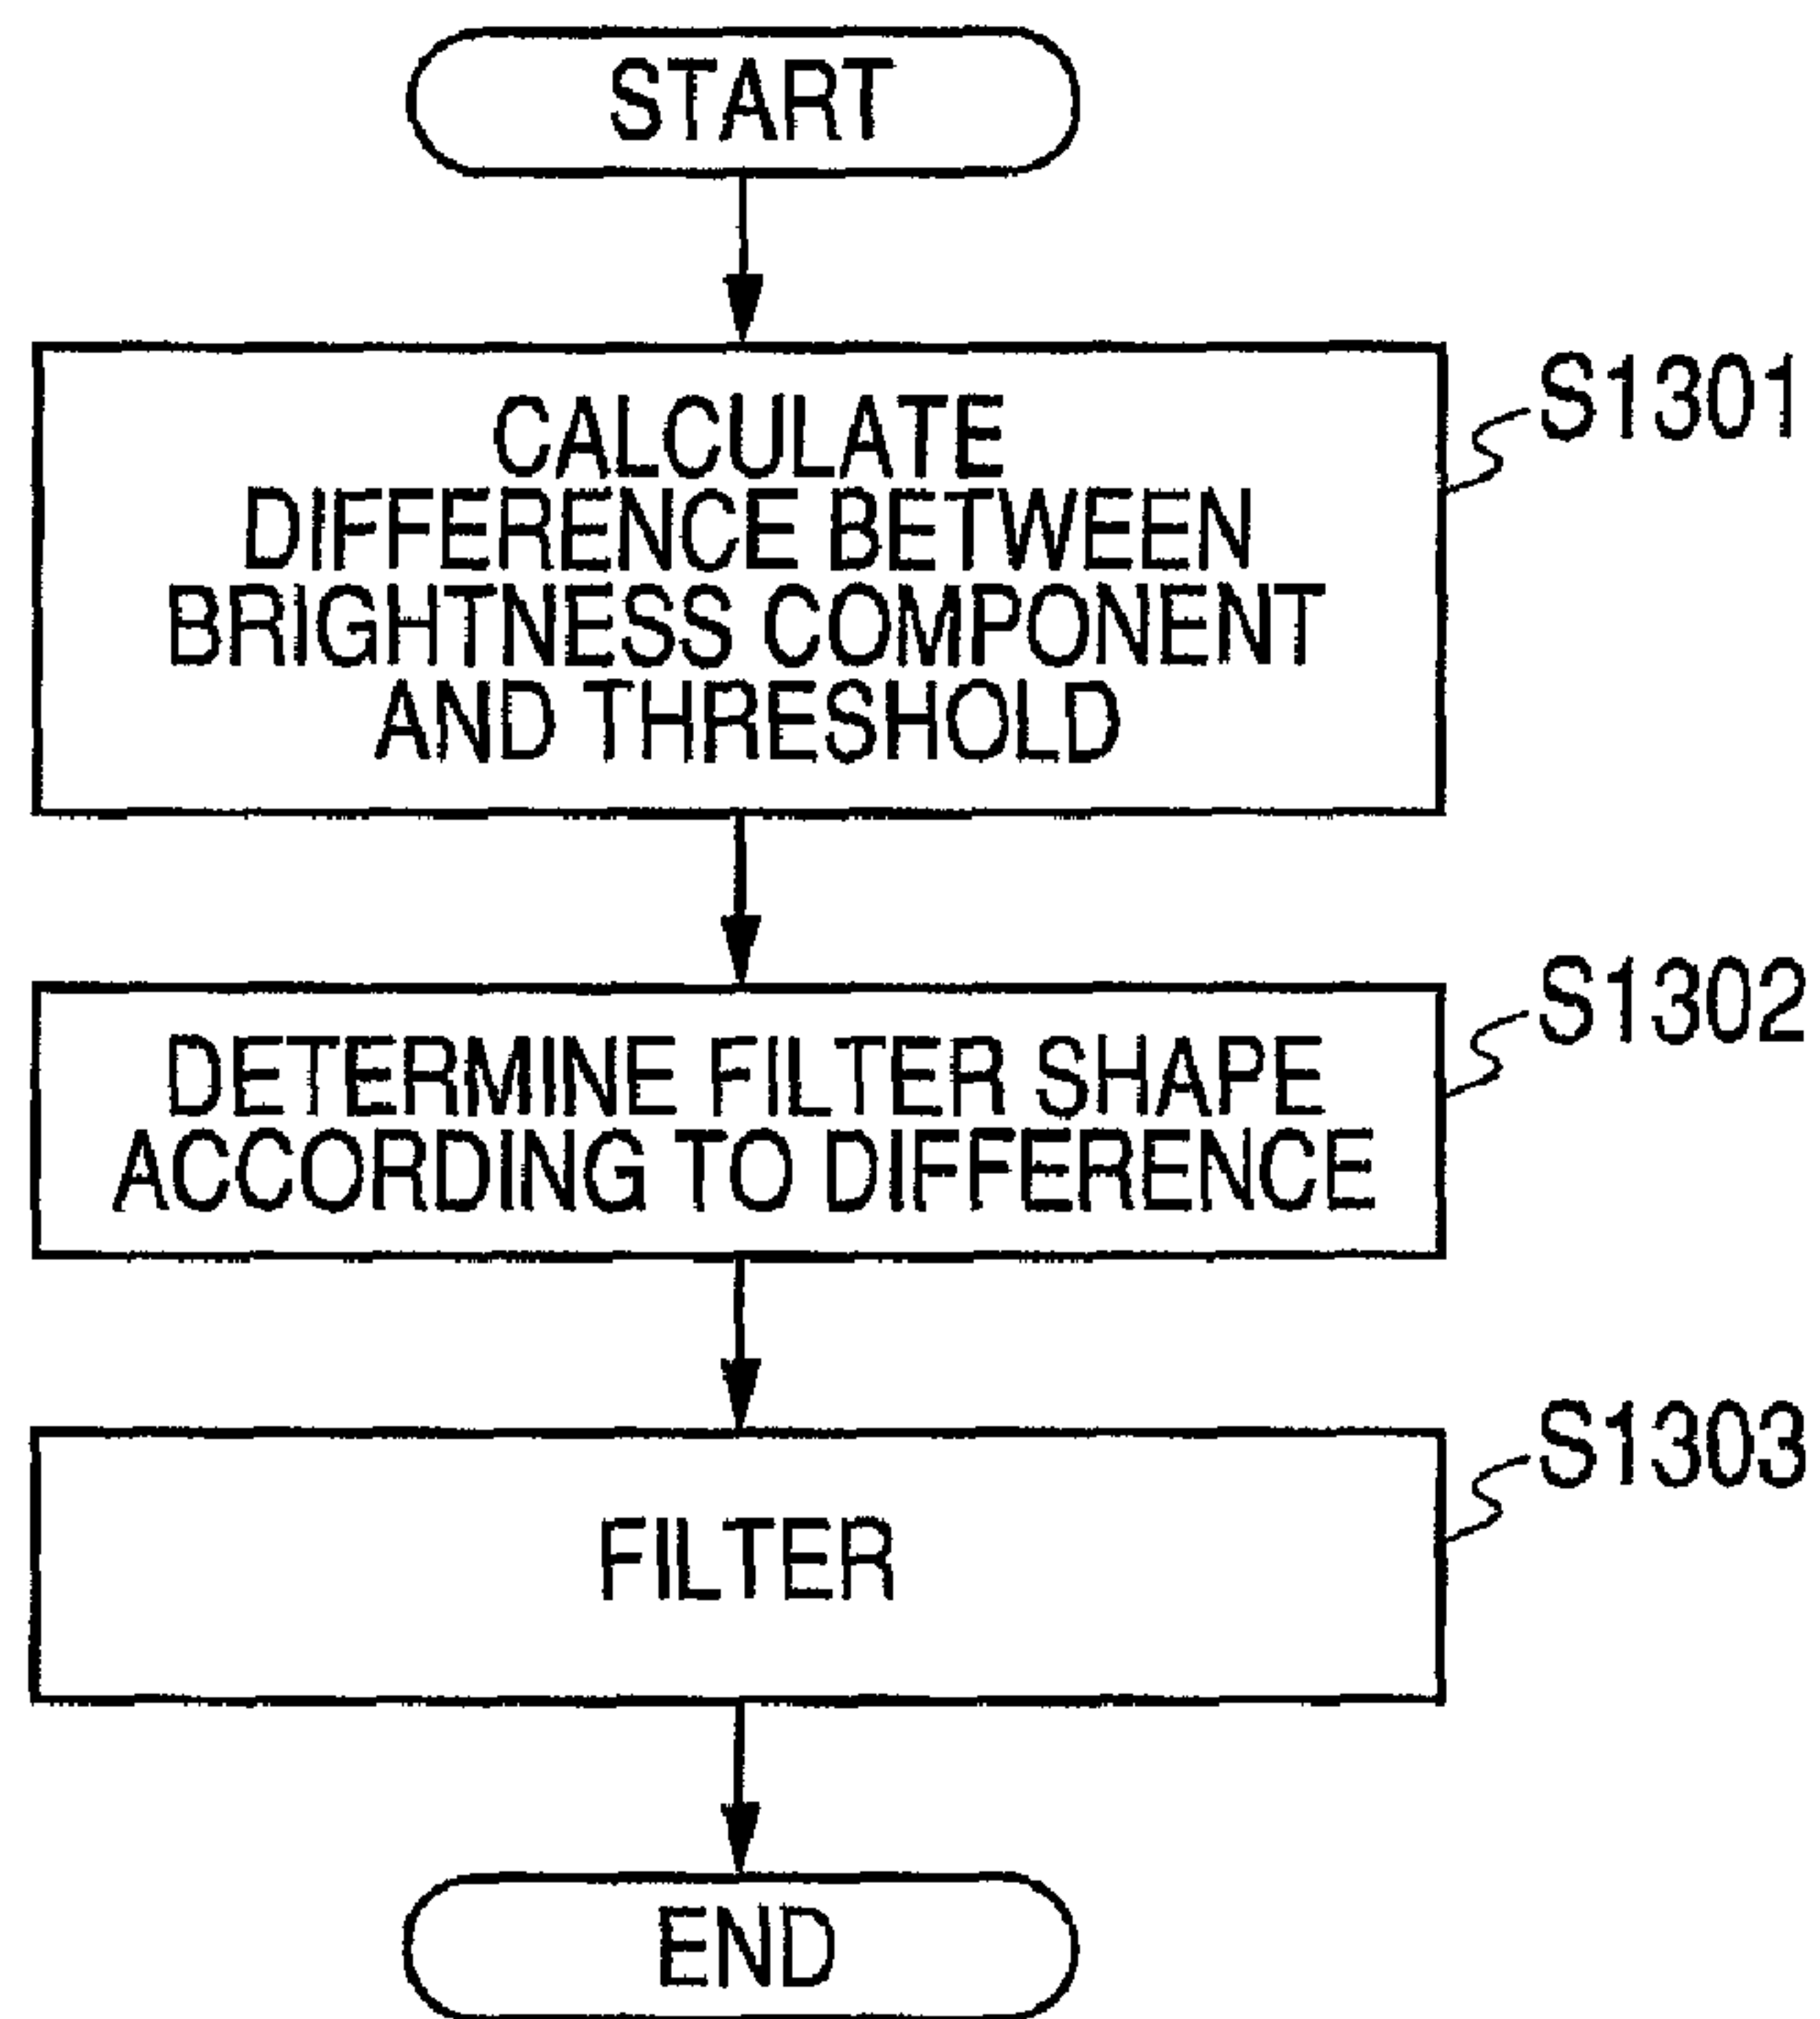 START
CALCULATE
DIFFERENCE BETWEEN
BRIGHTNESS COMPONENT
AND THRESHOLD
S1301
DETERMINE FILTER SHAPE
ACCORDING TO DIFFERENCE
S1302
FILTER
S1303
END